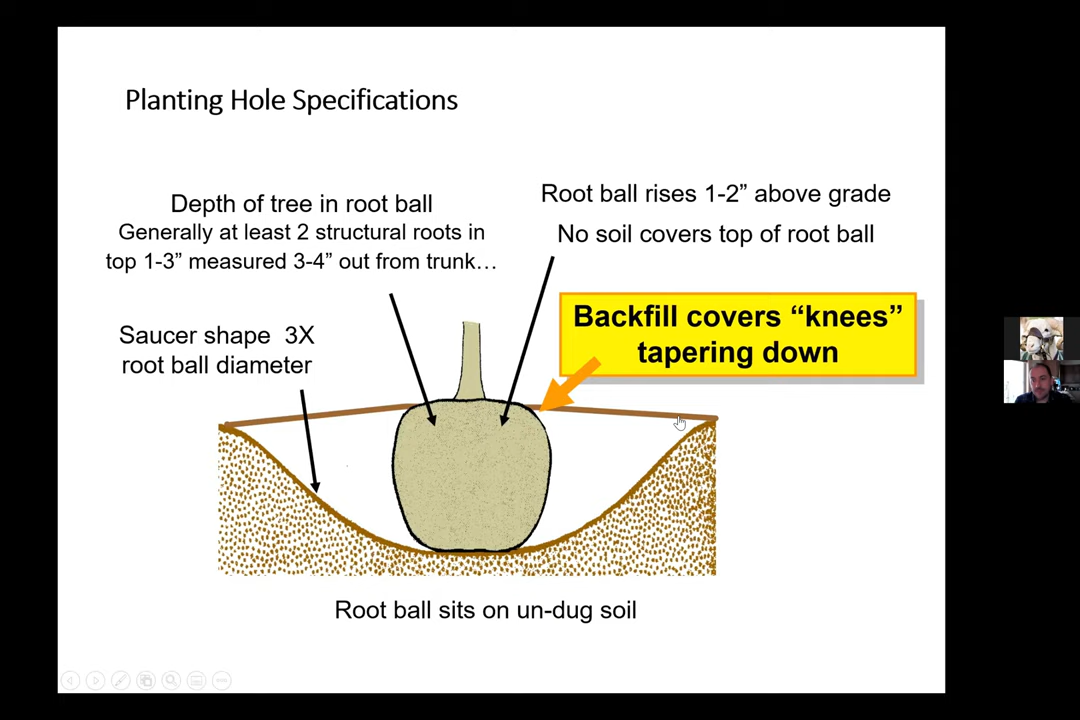 Planting Hole Specifications
Depth of tree in root ball
Generally at least 2 structural roots in
top 1-3” measured 3-4” out from trunk…
Root ball rises 1-2” above grade
No soil covers top of root ball
Backfill covers “knees”
tapering down
Saucer shape 3X
root ball diameter
Root ball sits on un-dug soil